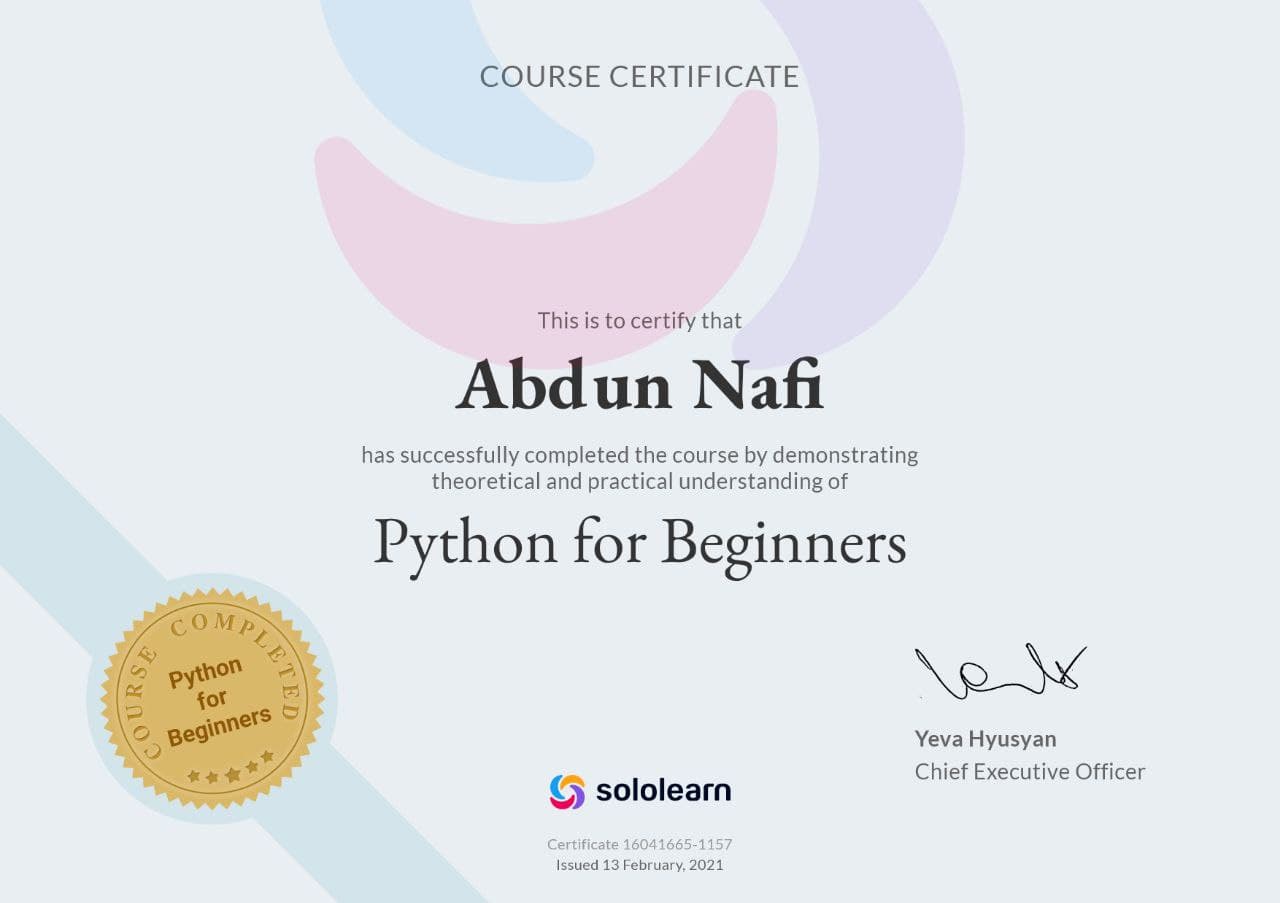 COURSE CERTIFICATE
This is to certify that
Abdun Nafi
has successfully completed the course by demonstrating
theoretical and practical understanding of
Python for Beginners
COURSE COMPLETED
Python
for
Beginners
Yeva Hyusyan
Chief Executive Officer
sololearn
Certificate 16041665-1157
Issued 13 February, 2021